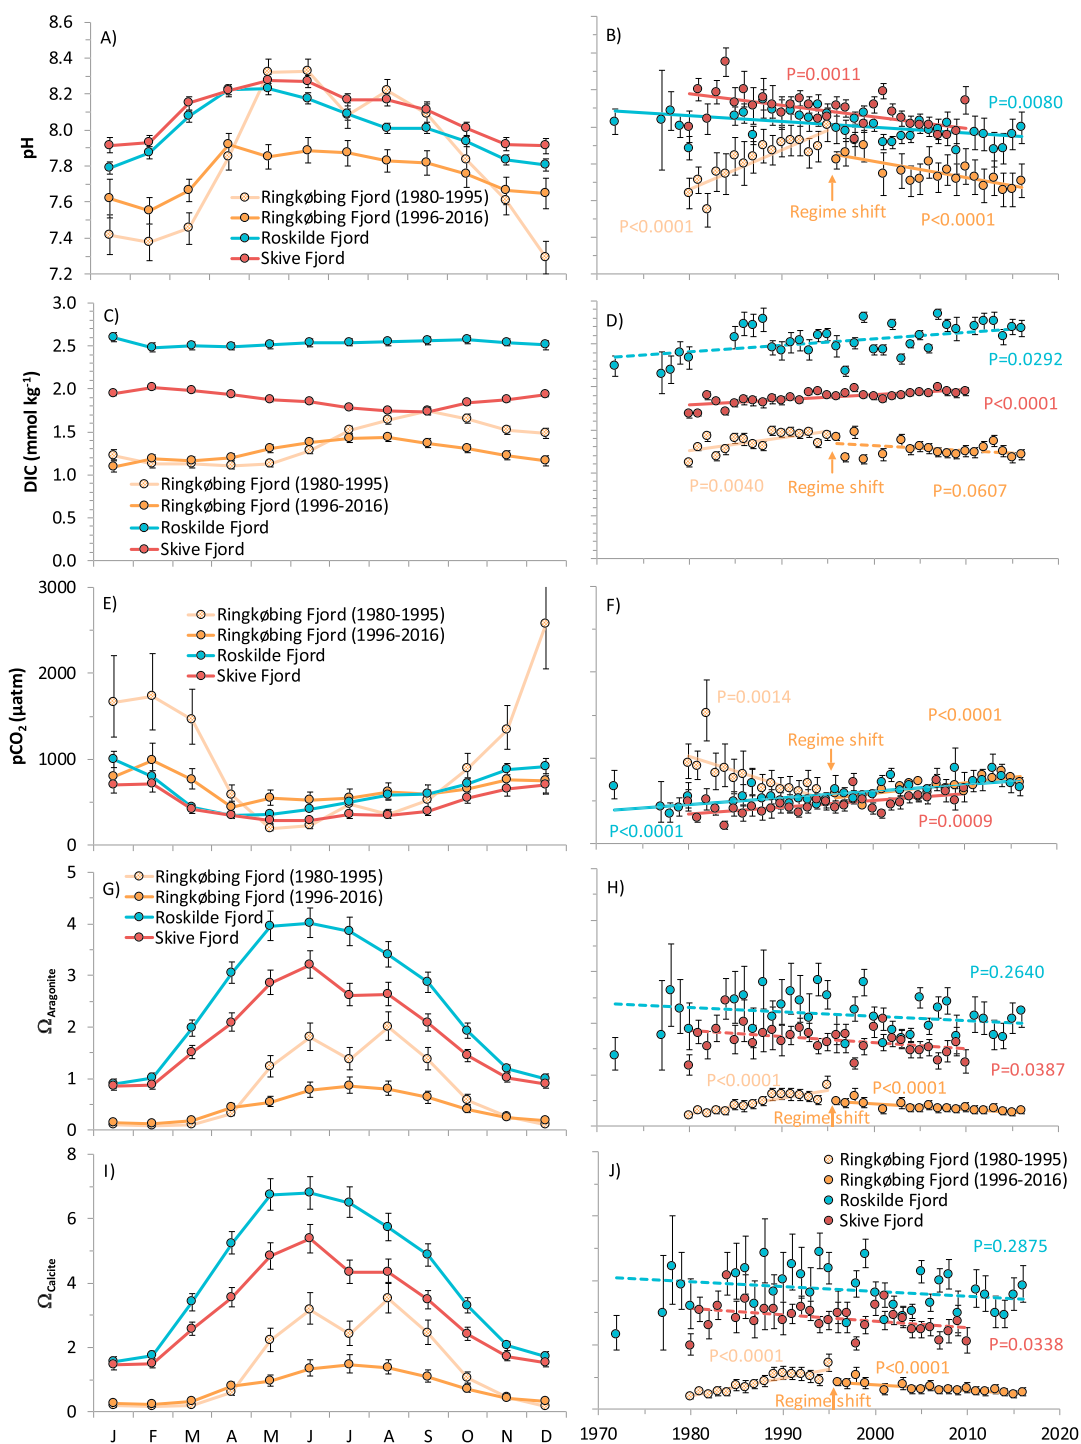 A)
pH
8.6
8.4
8.2
8.0
7.8
7.6
7.4
7.2
Ringkøbing Fjord (1980-1995)
Ringkøbing Fjord (1996-2016)
Roskilde Fjord
Skive Fjord
B)
P=0.0011
P=0.0080
P<0.0001
Regime shift
P<0.0001
C)
DIC (mmol kg⁻¹)
3.0
2.5
2.0
1.5
1.0
0.5
0.0
Ringkøbing Fjord (1980-1995)
Ringkøbing Fjord (1996-2016)
Roskilde Fjord
Skive Fjord
D)
P=0.0292
P<0.0001
P=0.0040
Regime shift
P=0.0607
E)
pCO₂ (µatm)
3000
2000
1000
0
Ringkøbing Fjord (1980-1995)
Ringkøbing Fjord (1996-2016)
Roskilde Fjord
Skive Fjord
F)
P=0.0014
P<0.0001
Regime shift
P<0.0001
P=0.0009
G)
ΩAragonite
5
4
3
2
1
0
Ringkøbing Fjord (1980-1995)
Ringkøbing Fjord (1996-2016)
Roskilde Fjord
Skive Fjord
H)
P=0.2640
P=0.0387
P<0.0001
P<0.0001
Regime shift
I)
ΩCalcite
8
6
4
2
0
J F M A M J J A S O N D
J)
Ringkøbing Fjord (1980-1995)
Ringkøbing Fjord (1996-2016)
Roskilde Fjord
Skive Fjord
P=0.2875
P=0.0338
P<0.0001
P<0.0001
Regime shift
1970 1980 1990 2000 2010 2020